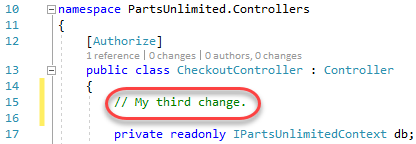 10 namespace PartsUnlimited.Controllers
11 {
12 [Authorize]
1 reference | 0 changes | 0 authors, 0 changes
13 public class CheckoutController : Controller
14 {
15 // My third change.
16
17 private readonly IPartsUnlimitedContext db;